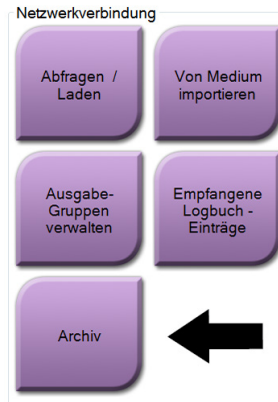 Netzwerkverbindung
Abfragen /
Laden
Von Medium
importieren
Ausgabe-
Gruppen
verwalten
Empfangene
Logbuch -
Einträge
Archiv